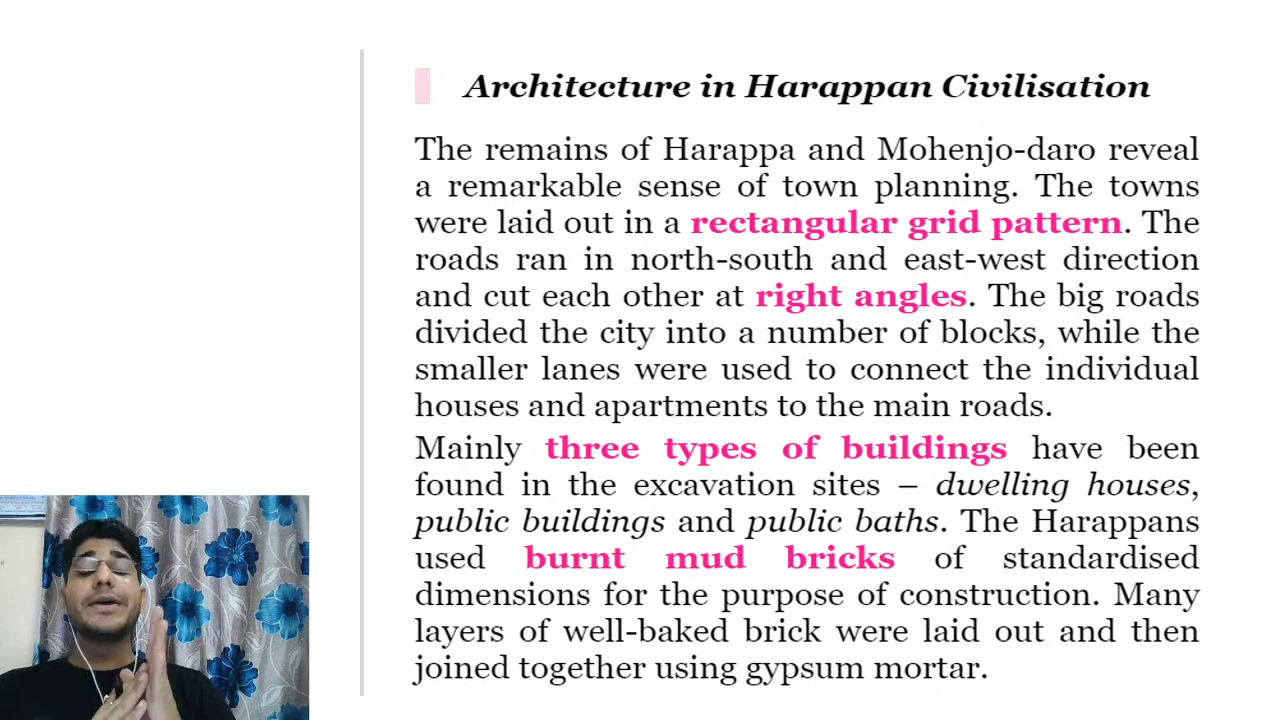 Architecture in Harappan Civilisation
The remains of Harappa and Mohenjo-daro reveal
a remarkable sense of town planning. The towns
were laid out in a rectangular grid pattern. The
roads ran in north-south and east-west direction
and cut each other at right angles. The big roads
divided the city into a number of blocks, while the
smaller lanes were used to connect the individual
houses and apartments to the main roads.
Mainly three types of buildings have been
found in the excavation sites – dwelling houses,
public buildings and public baths. The Harappans
used burnt mud bricks of standardised
dimensions for the purpose of construction. Many
layers of well-baked brick were laid out and then
joined together using gypsum mortar.